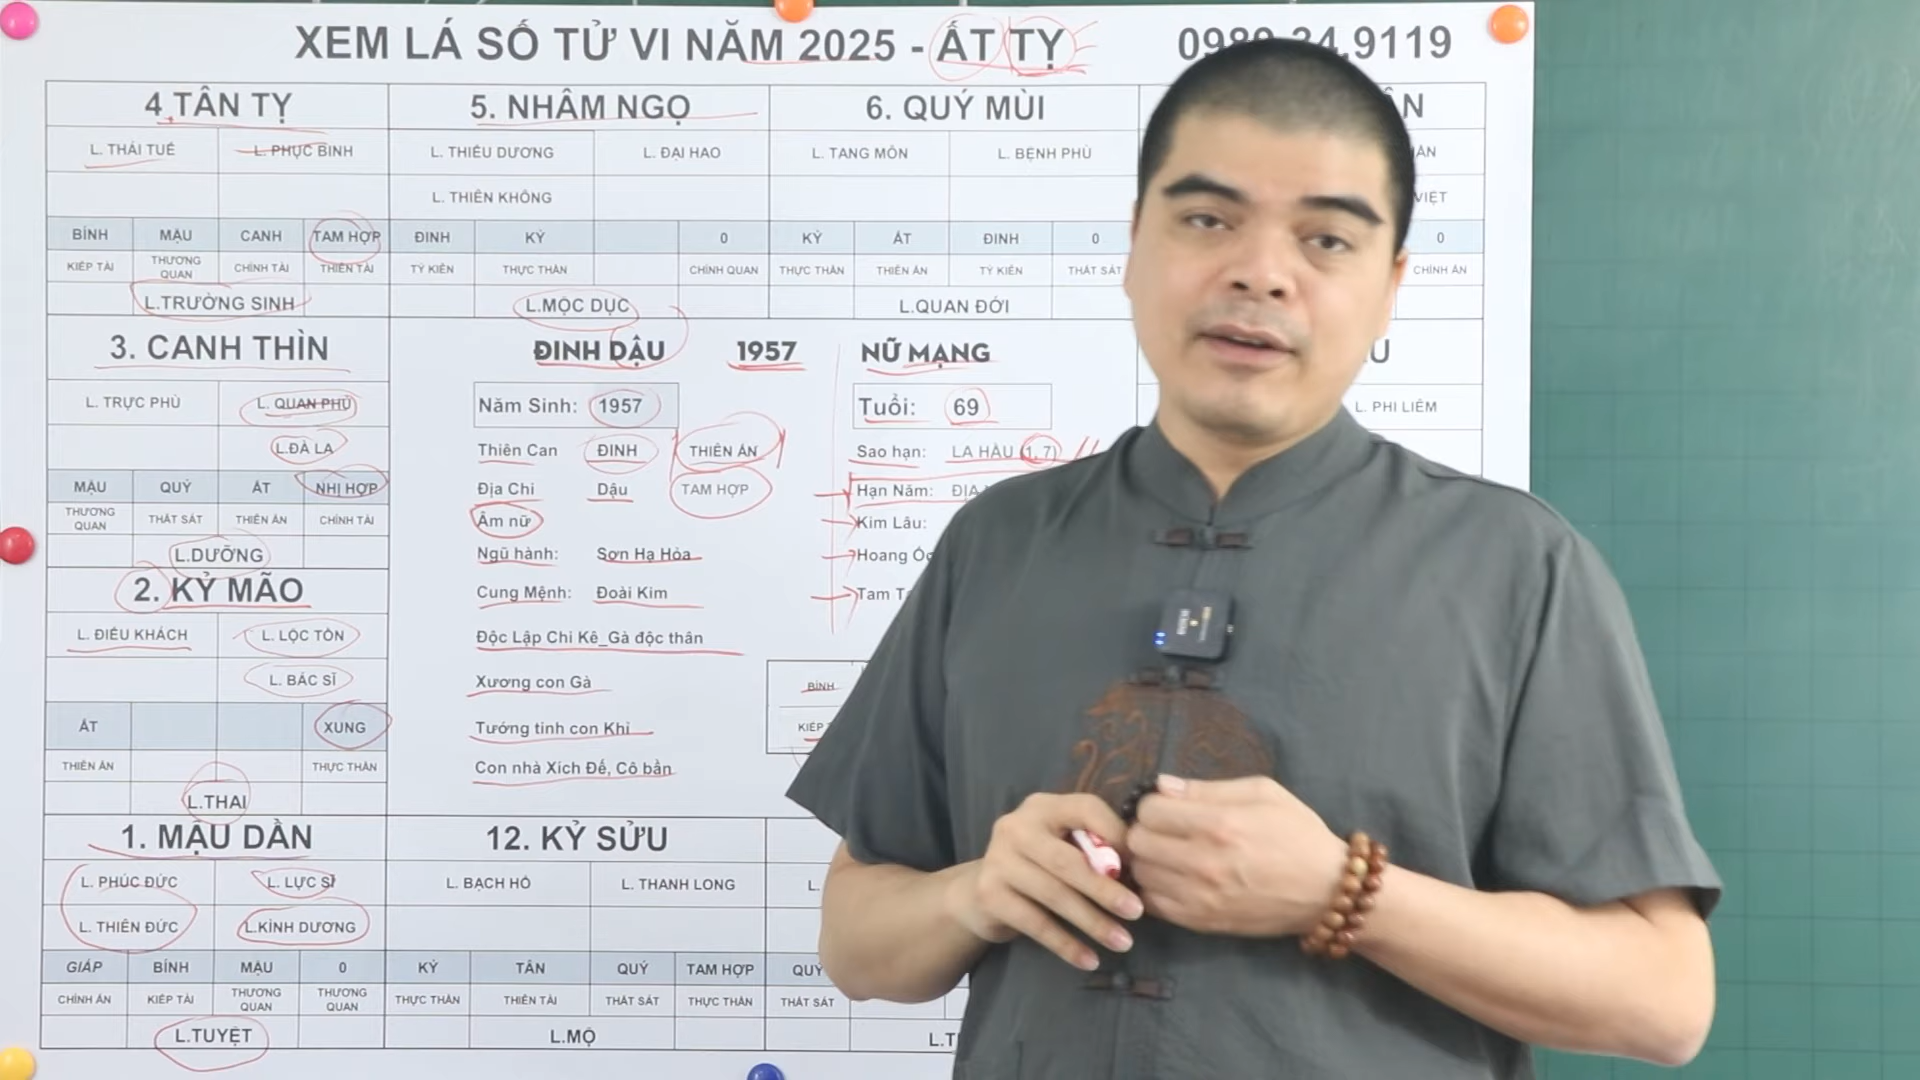 XEM LÁ SỐ TỬ VI NĂM 2025 - ẤT TỴ
9119
4.TÂN TỴ 5. NHÂM NGỌ 6. QUÝ MÙI
L. THÁI TUẾ L. PHỤC BINH L. THIẾU DƯƠNG L. ĐẠI HAO L. TANG MÔN L. BỆNH PHÙ
L. THIÊN KHÔNG VIỆT
BÍNH MẬU CANH TAM HỢP ĐINH KỶ 0 KỶ ẤT ĐINH 0 0
KIẾP TÀI THƯƠNG QUAN CHÍNH TÀI THIÊN TÀI TỶ KIÊN THỰC THẦN CHÍNH QUAN THỰC THẦN THIÊN ẤN TỶ KIÊN THẤT SÁT CHÍNH ẤN
L.TRƯỜNG SINH L.MỘC DỤC L.QUAN ĐỚI
3. CANH THÌN
L. TRỰC PHÙ L. QUAN PHỦ
L.ĐÀ LA
MẬU QUÝ ẤT NHỊ HỢP
THƯƠNG QUAN THẤT SÁT THIÊN ẤN CHÍNH TÀI
L.DƯỠNG
2. KỶ MÃO
L. ĐIẾU KHÁCH L. LỘC TỒN
L. BÁC SĨ
ẤT XUNG
THIÊN ẤN THỰC THẦN
L.THAI
ĐINH DẬU 1957 NỮ MẠNG
Năm Sinh: 1957 Tuổi: 69
Thiên Can ĐINH THIÊN ẤN Sao hạn: LA HẦU (1, 7)
Địa Chi Dậu TAM HỢP Hạn Năm: ĐỊA
Âm nữ Kim Lâu:
Ngũ hành: Sơn Hạ Hỏa Hoang
Cung Mệnh: Đoài Kim Tam
Độc Lập Chi Kê_Gà độc thân
Xương con Gà
Tướng tinh con Khỉ
Con nhà Xích Đế, Cô bần
BÍNH
L. PHI LIÊM
1. MẬU DẦN 12. KỶ SỬU
L. PHÚC ĐỨC L. LỰC SĨ L. BẠCH HỔ L. THANH LONG L.
L. THIÊN ĐỨC L.KÌNH DƯƠNG
GIÁP BÍNH MẬU 0 KỶ TÂN QUÝ TAM HỢP QUÝ
CHÍNH ẤN KIẾP TÀI THƯƠNG QUAN THƯƠNG QUAN THỰC THẦN THIÊN TÀI THẤT SÁT THỰC THẦN THẤT SÁT
L.TUYỆT L.MỘ